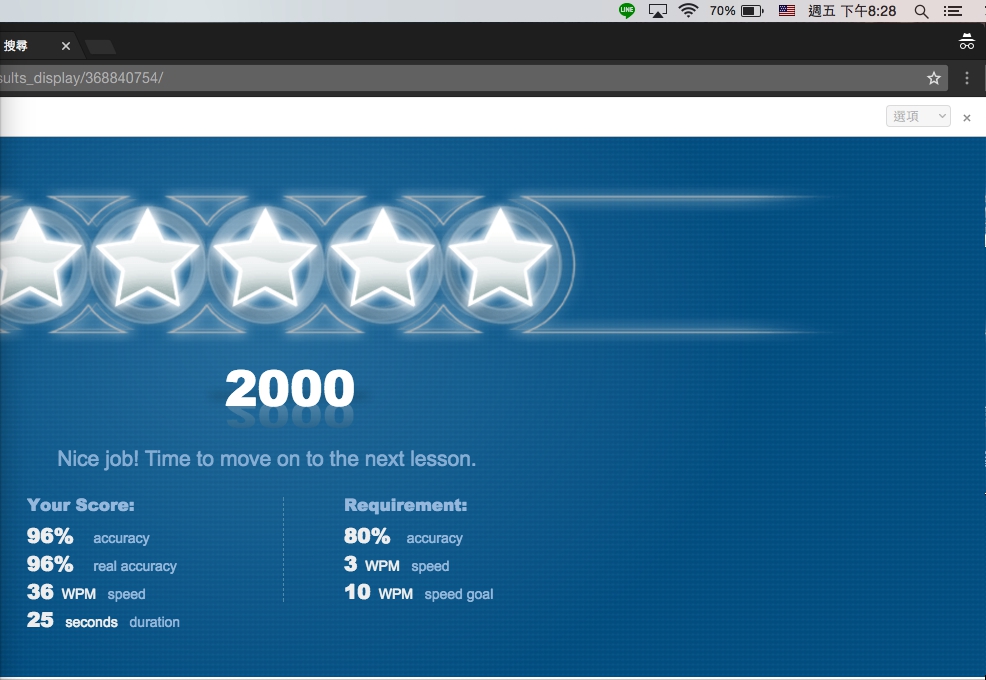 LINE 70% 週五 下午8:28
搜尋
sults_display/368840754/
選項
2000
Nice job! Time to move on to the next lesson.
Your Score:
96% accuracy
96% real accuracy
36 WPM speed
25 seconds duration
Requirement:
80% accuracy
3 WPM speed
10 WPM speed goal